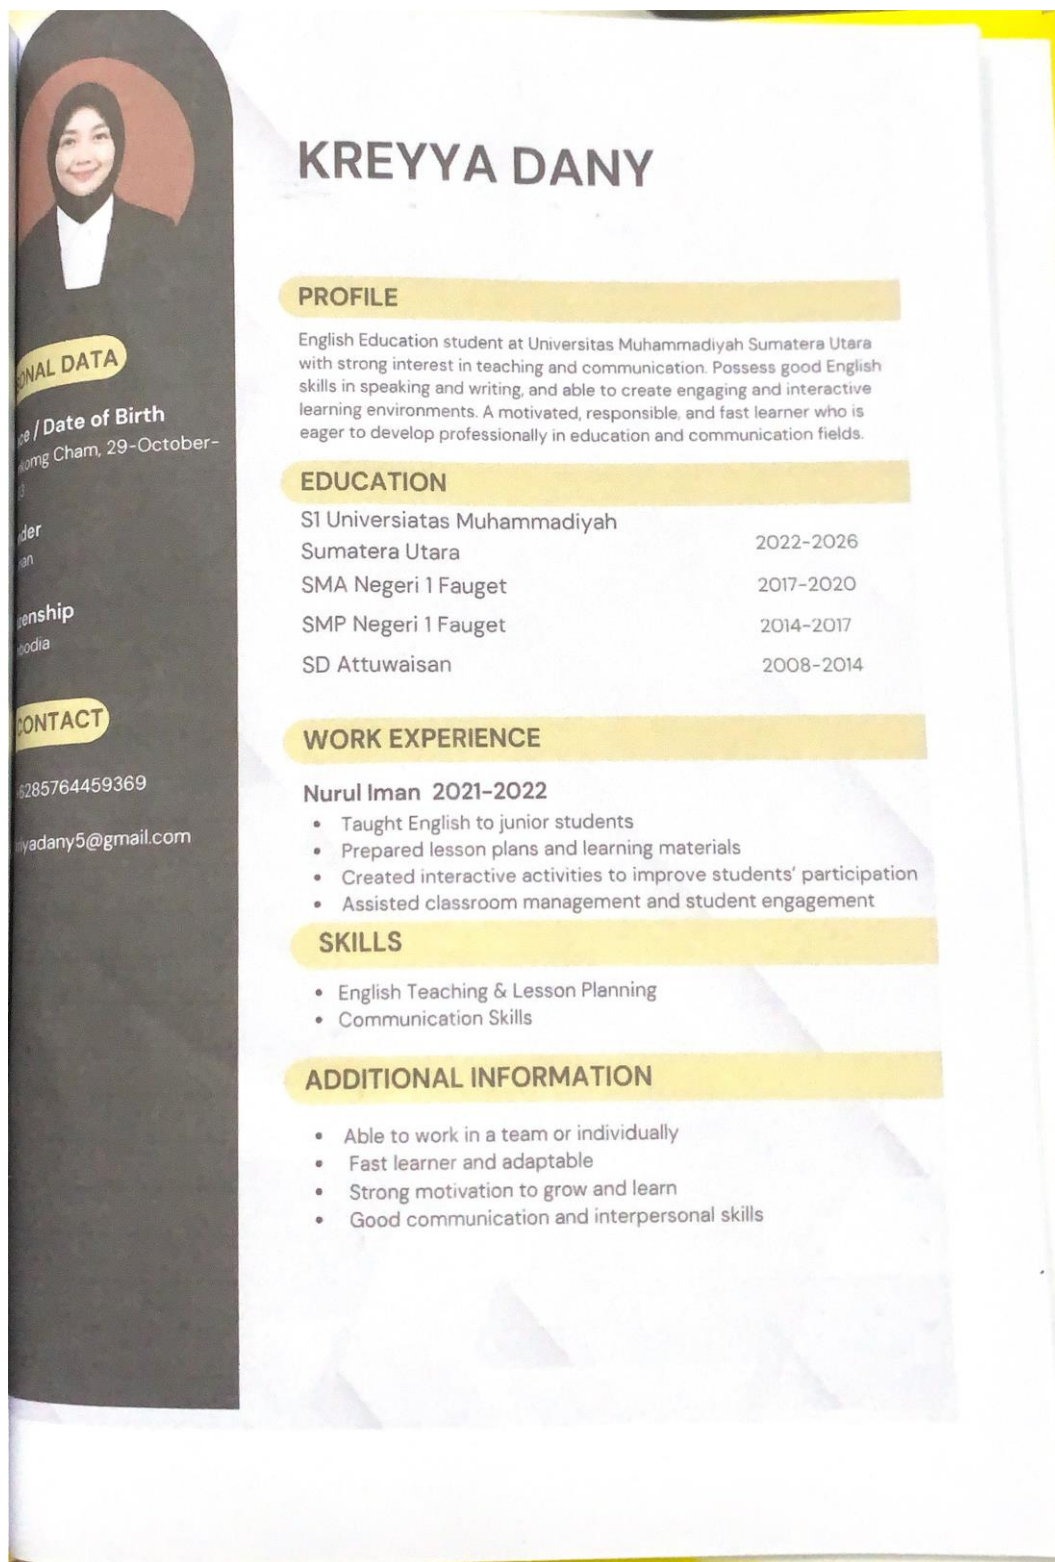 KREYYA DANY
PROFILE
English Education student at Universitas Muhammadiyah Sumatera Utara
with strong interest in teaching and communication. Possess good English
skills in speaking and writing, and able to create engaging and interactive
learning environments. A motivated, responsible, and fast learner who is
eager to develop professionally in education and communication fields.
EDUCATION
S1 Universiatas Muhammadiyah
Sumatera Utara 2022-2026
SMA Negeri 1 Fauget 2017-2020
SMP Negeri 1 Fauget 2014-2017
SD Attuwaisan 2008-2014
WORK EXPERIENCE
Nurul Iman 2021-2022
• Taught English to junior students
• Prepared lesson plans and learning materials
• Created interactive activities to improve students' participation
• Assisted classroom management and student engagement
SKILLS
• English Teaching & Lesson Planning
• Communication Skills
ADDITIONAL INFORMATION
• Able to work in a team or individually
• Fast learner and adaptable
• Strong motivation to grow and learn
• Good communication and interpersonal skills
DATA
/ Date of Birth
Cham, 29-October-
CONTACT
6285764459369